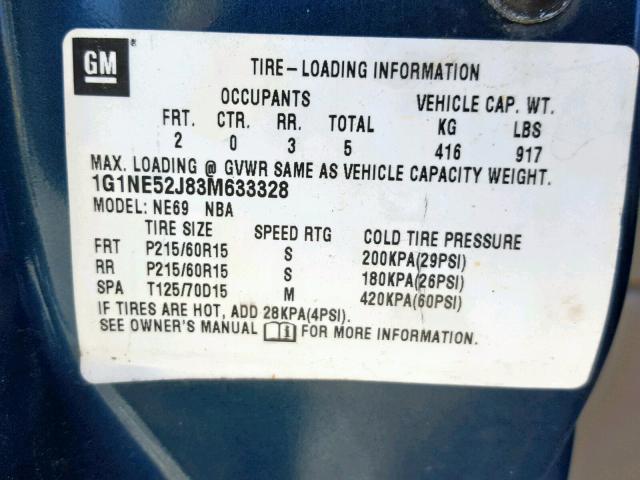 GM
TIRE-LOADING INFORMATION
OCCUPANTS VEHICLE CAP. WT.
FRT. CTR. RR. TOTAL KG LBS
2 0 3 5 416 917
MAX. LOADING @ GVWR SAME AS VEHICLE CAPACITY WEIGHT.
1G1NE52J83M633328
MODEL: NE69 NBA
TIRE SIZE SPEED RTG COLD TIRE PRESSURE
FRT P215/60R15 S 200KPA(29PSI)
RR P215/60R15 S 180KPA(26PSI)
SPA T125/70D15 M 420KPA(60PSI)
IF TIRES ARE HOT, ADD 28KPA(4PSI).
SEE OWNER'S MANUAL FOR MORE INFORMATION.